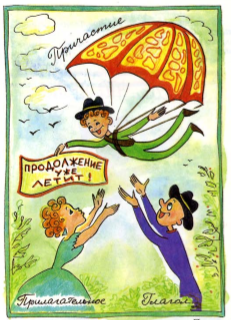 Причастие
ПРОДОЛЖЕНИЕ
УЖЕ
ЛЕТИТ!
Прилагательное
Глагол